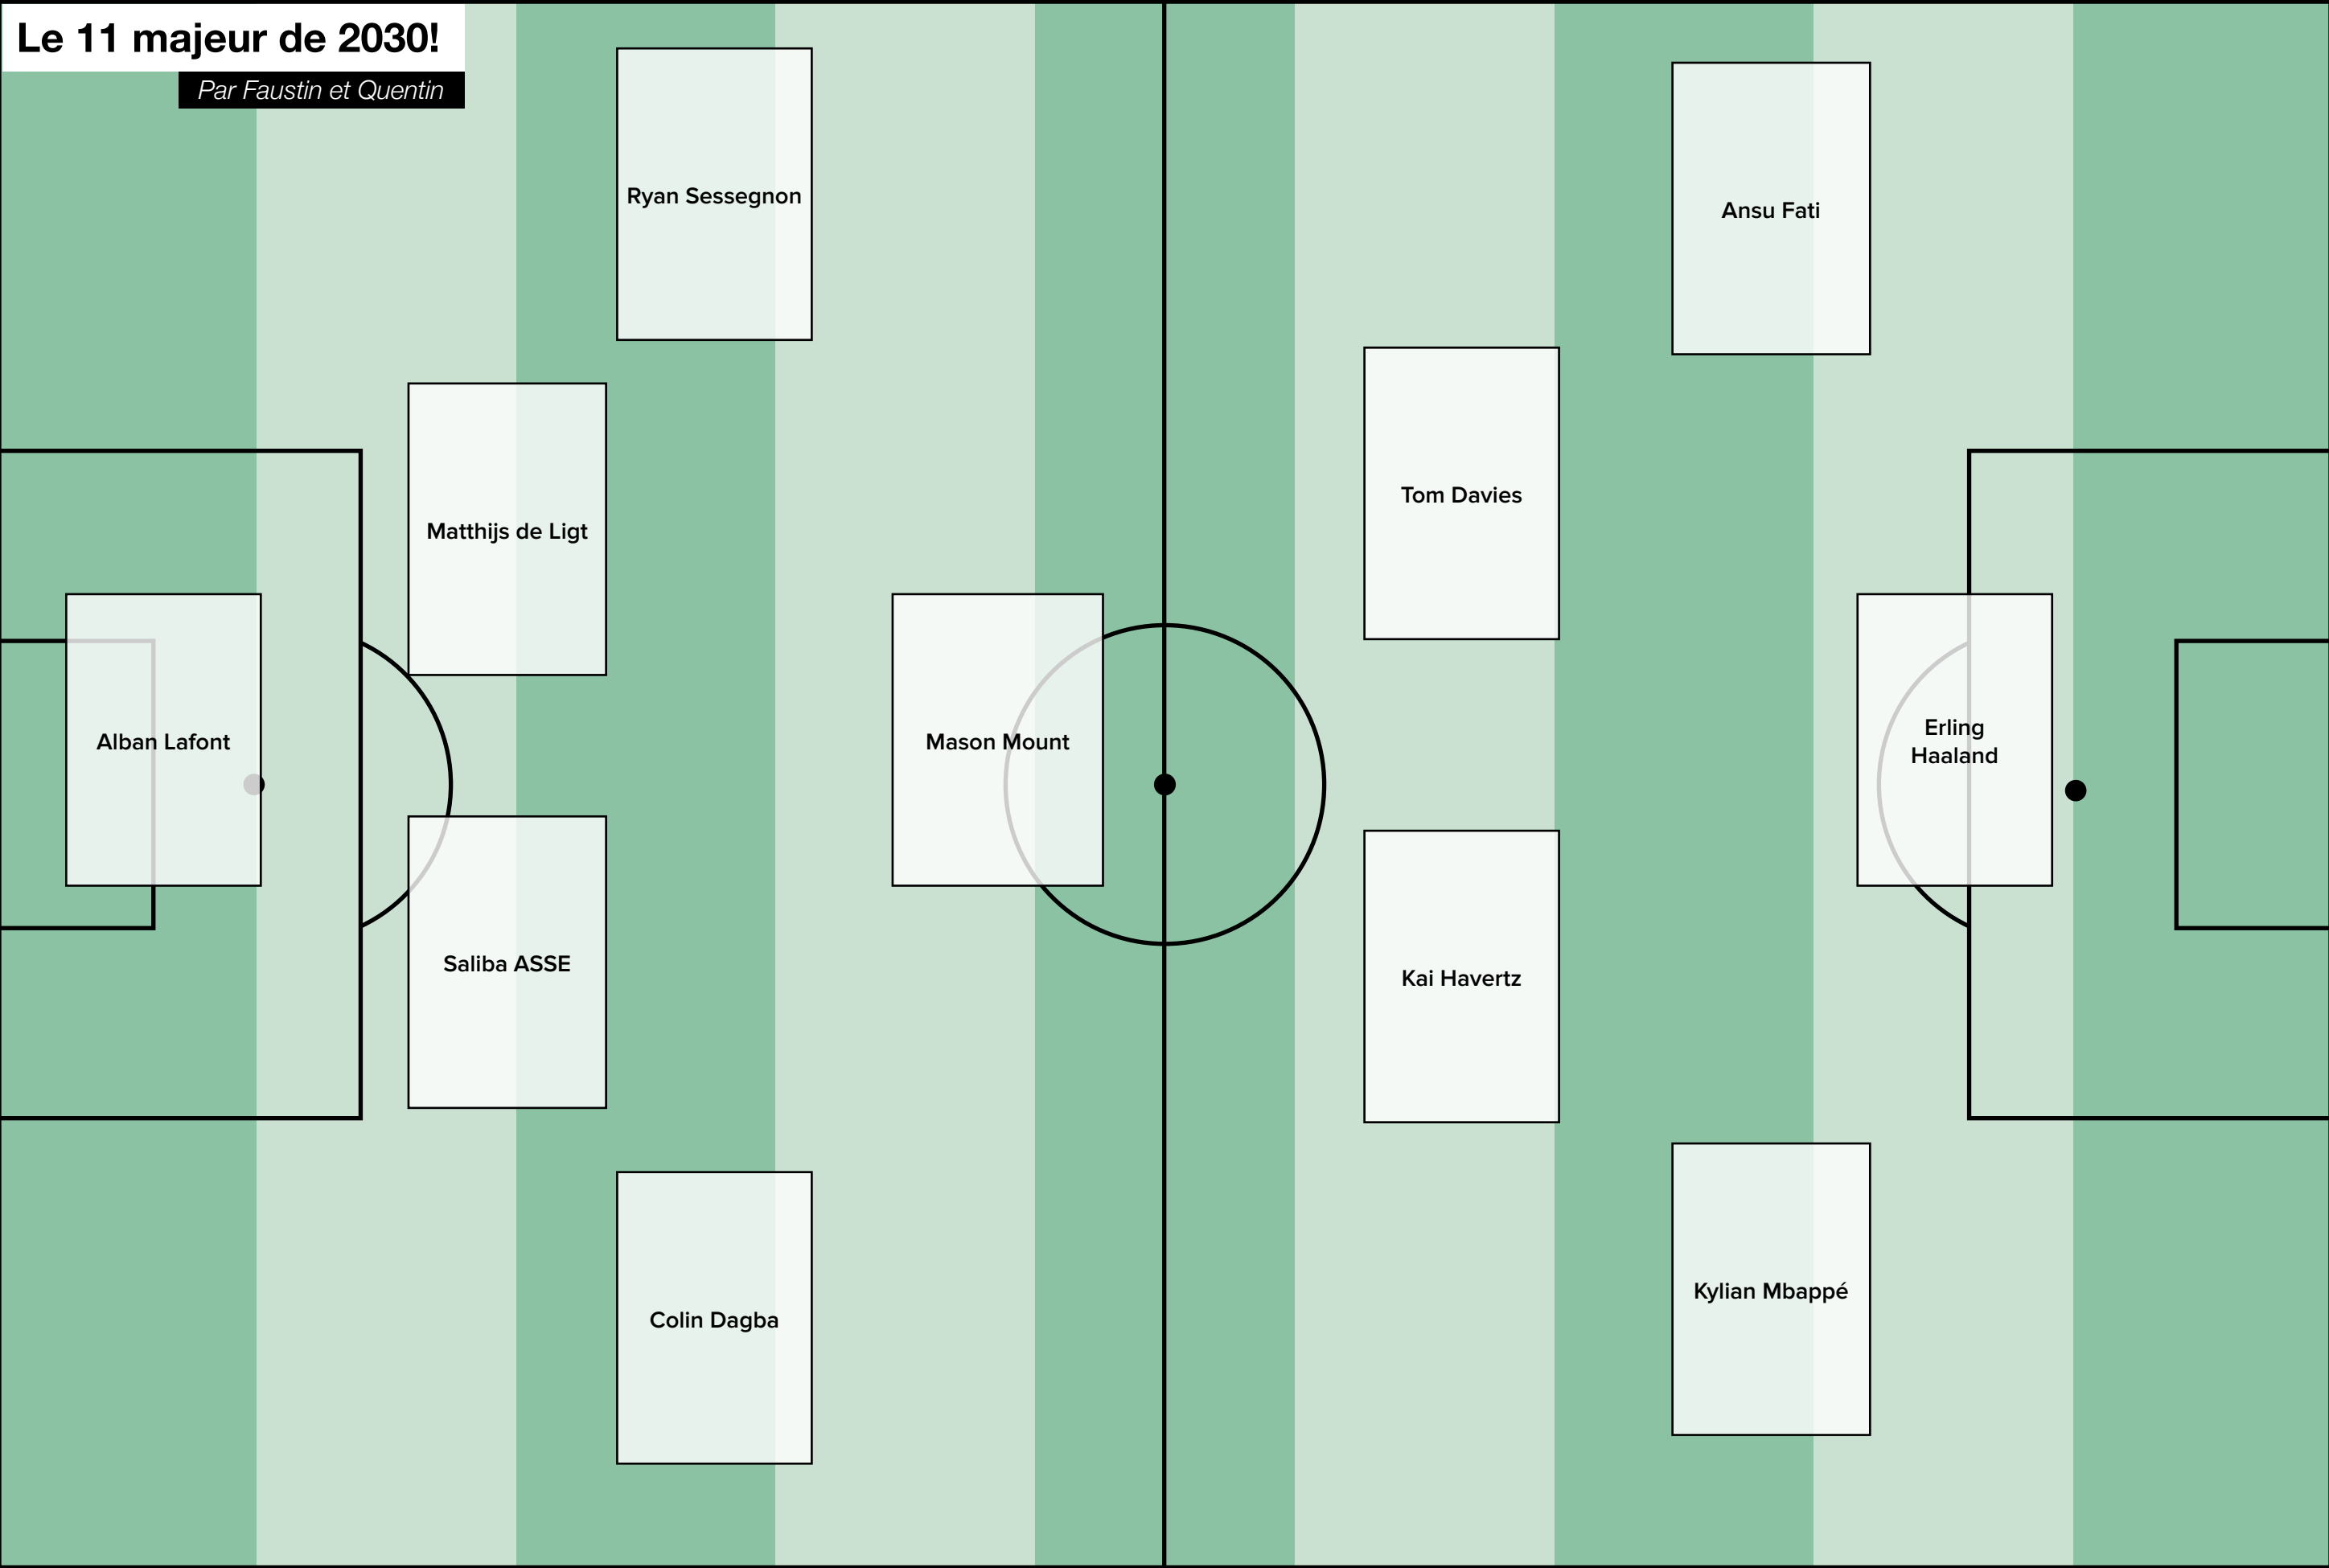 Le 11 majeur de 2030!
Par Faustin et Quentin
Ryan Sessegnon
Ansu Fati
Tom Davies
Matthijs de Ligt
Alban Lafont
Mason Mount
Erling
Haaland
Saliba ASSE
Kai Havertz
Kylian Mbappé
Colin Dagba